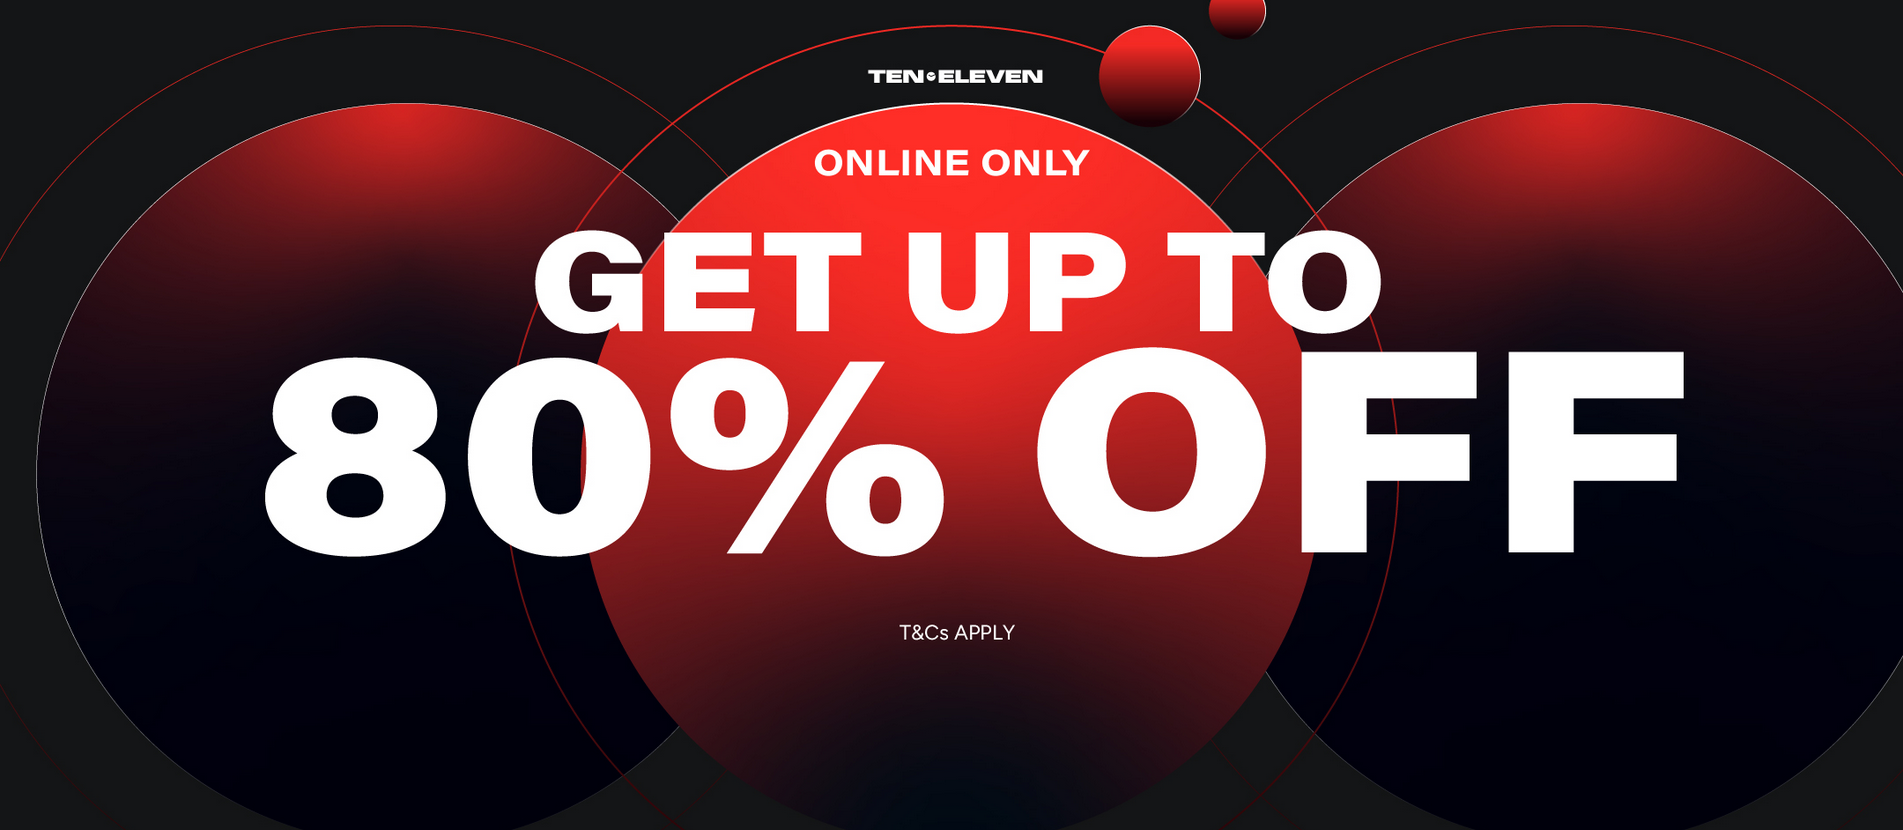 TEN ELEVEN
ONLINE ONLY
GET UP TO
80% OFF
T&Cs APPLY